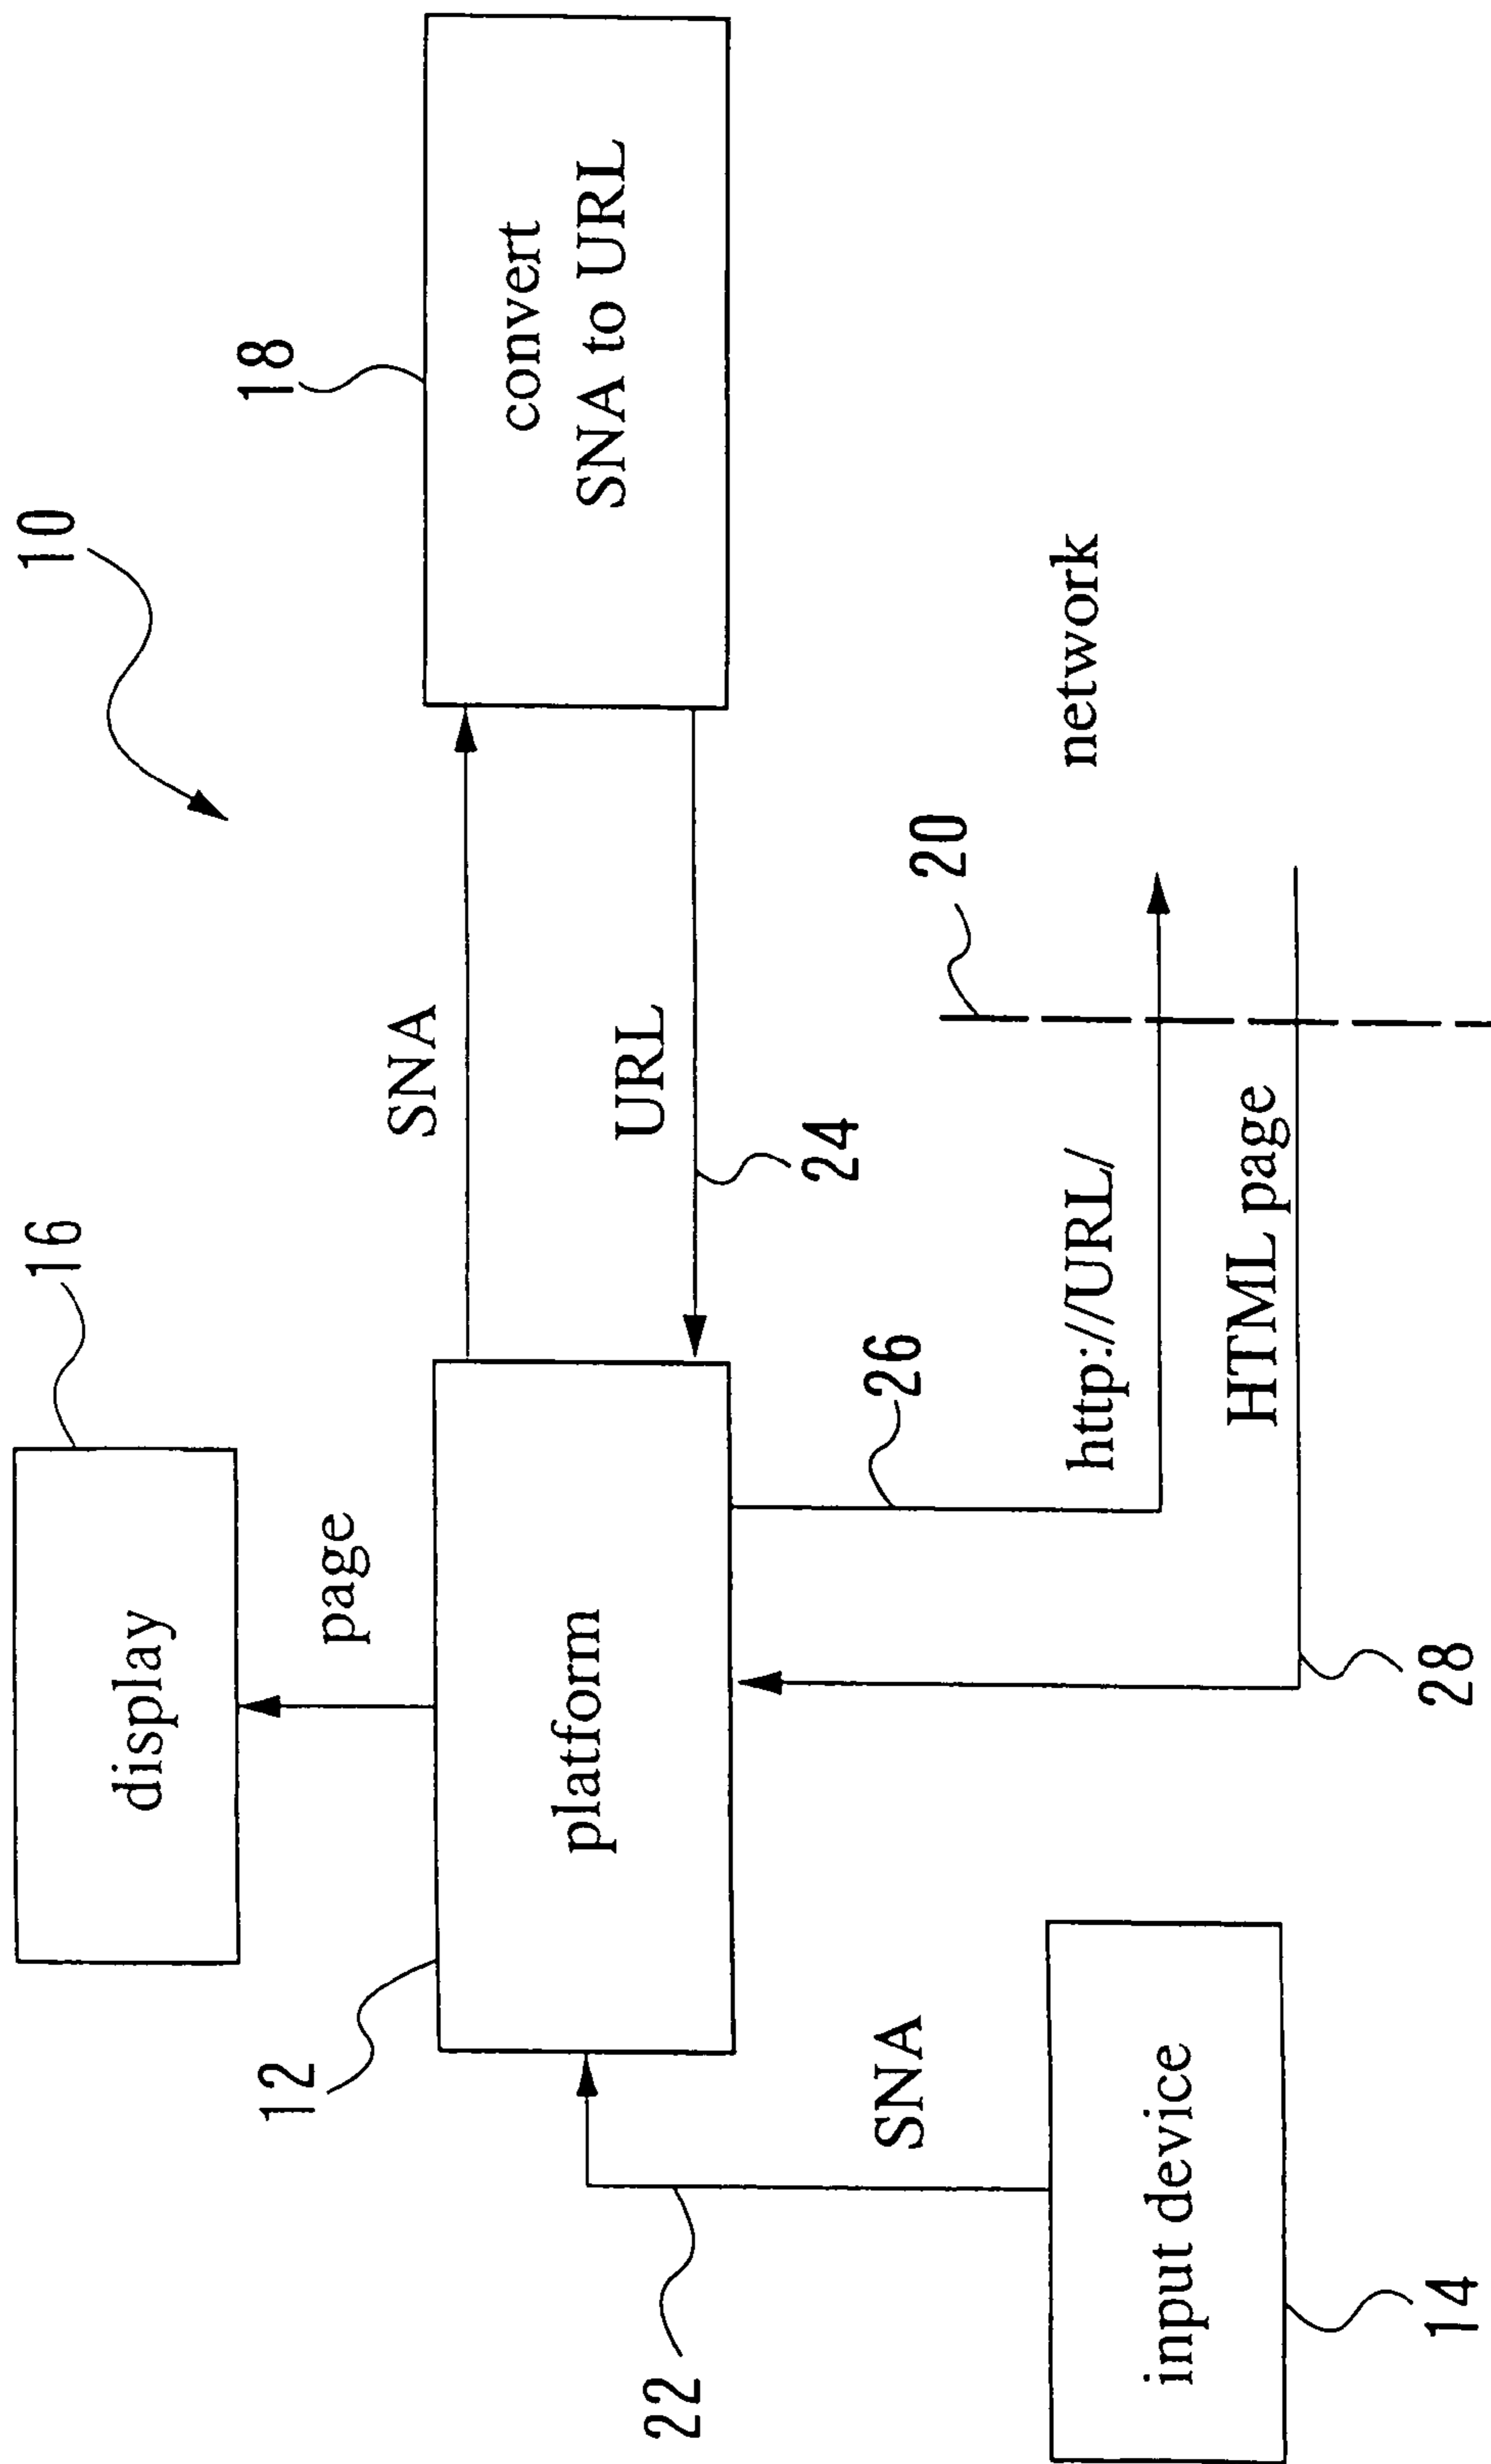 10
16
display
page
18
convert
SNA to URL
SNA
URL
24
12
platform
26
20
network
http://URL/
HTML page
28
22
SNA
input device
14